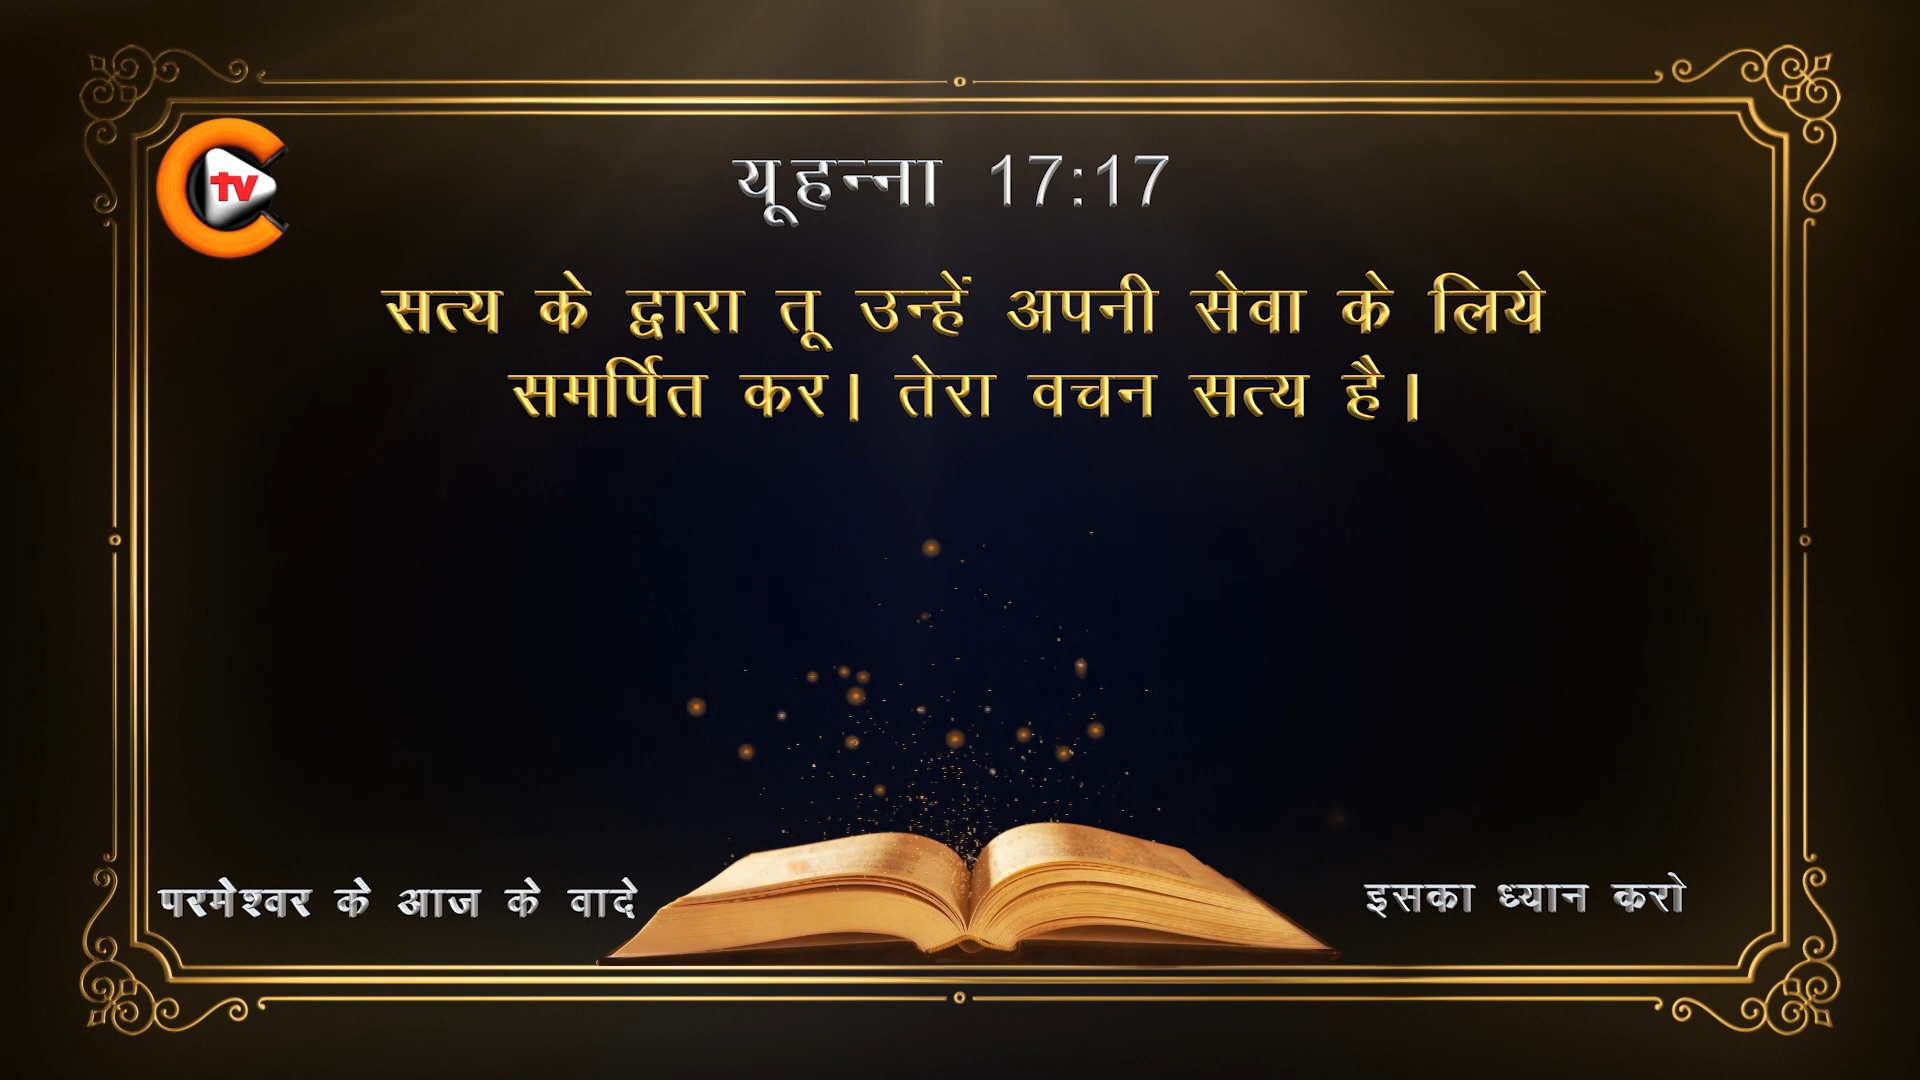 tv
यूहन्ना 17:17
सत्य के द्वारा तू उन्हें अपनी सेवा के लिये
समर्पित कर। तेरा वचन सत्य है।
परमेश्वर के आज के वादे
इसका ध्यान करो